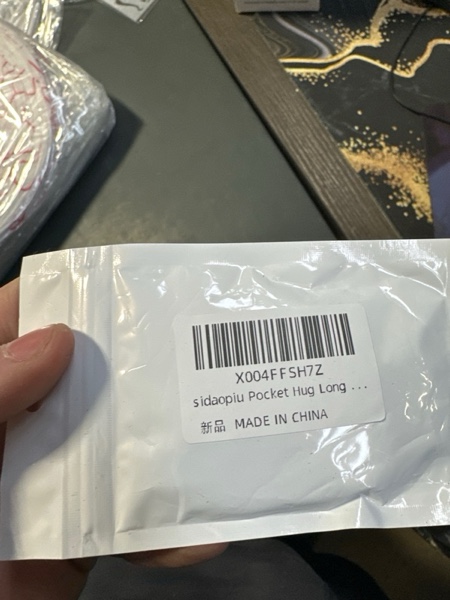 X004FFSH7Z
sidaopiu Pocket Hug Long ...
新品 MADE IN CHINA